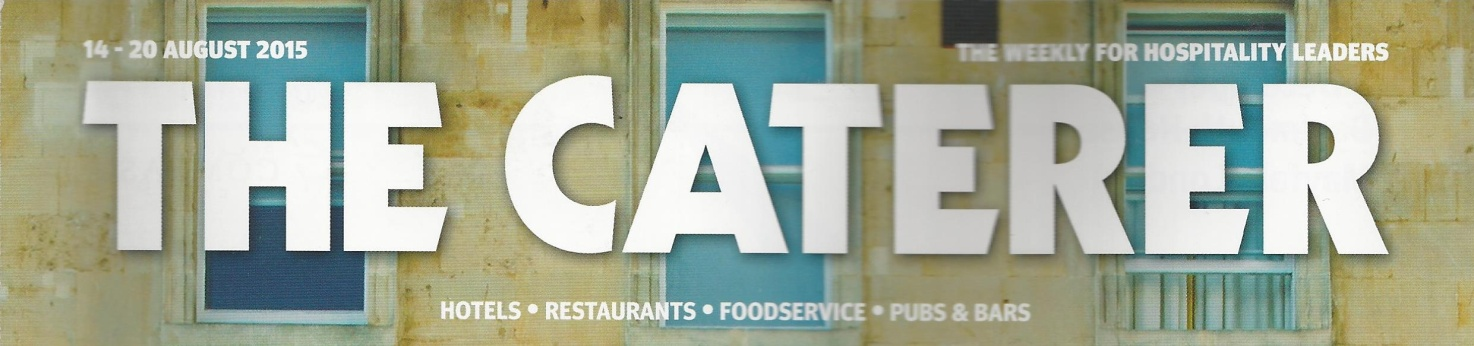 14 - 20 AUGUST 2015
THE WEEKLY FOR HOSPITALITY LEADERS
THE CATERER
HOTELS • RESTAURANTS • FOODSERVICE • PUBS & BARS